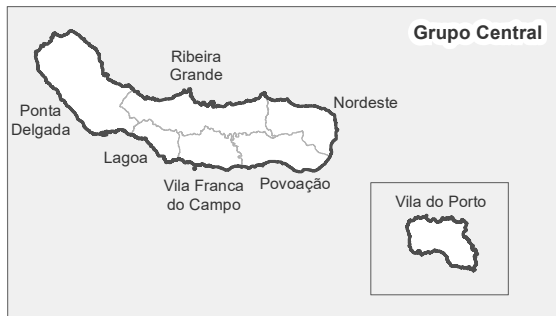 Grupo Central
Ribeira
Grande
Nordeste
Ponta
Delgada
Lagoa
Vila Franca
do Campo
Povoação
Vila do Porto